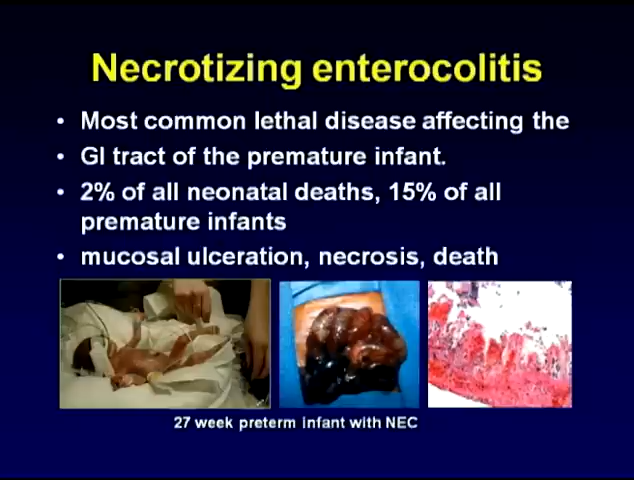 Necrotizing enterocolitis
• Most common lethal disease affecting the
• GI tract of the premature infant.
• 2% of all neonatal deaths, 15% of all
premature infants
• mucosal ulceration, necrosis, death
27 week preterm infant with NEC